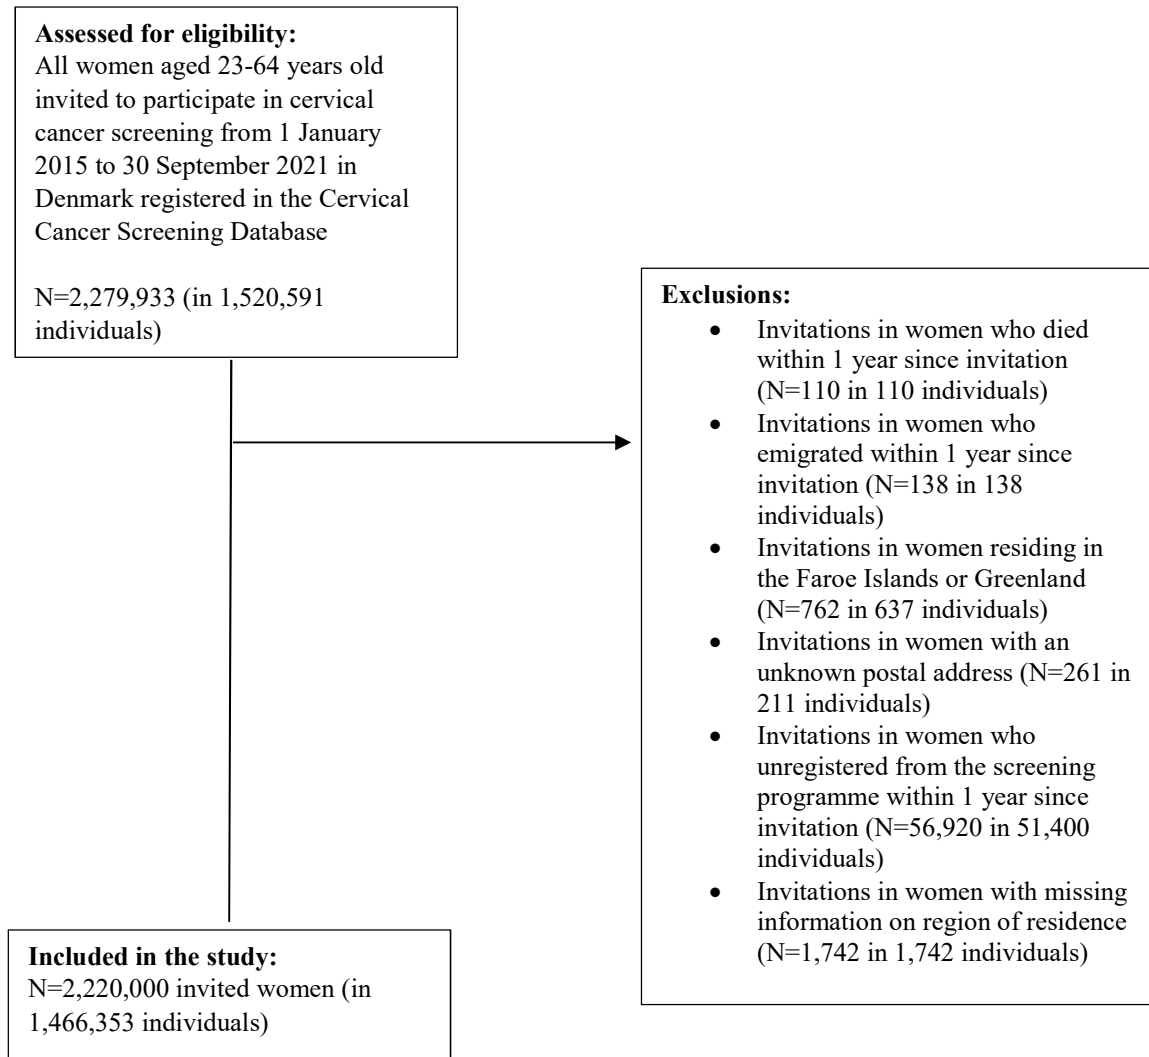 Assessed for eligibility:
All women aged 23-64 years old
invited to participate in cervical
cancer screening from 1 January
2015 to 30 September 2021 in
Denmark registered in the Cervical
Cancer Screening Database
N=2,279,933 (in 1,520,591
individuals)
Exclusions:
• Invitations in women who died
within 1 year since invitation
(N=110 in 110 individuals)
• Invitations in women who
emigrated within 1 year since
invitation (N=138 in 138
individuals)
• Invitations in women residing in
the Faroe Islands or Greenland
(N=762 in 637 individuals)
• Invitations in women with an
unknown postal address (N=261 in
211 individuals)
• Invitations in women who
unregistered from the screening
programme within 1 year since
invitation (N=56,920 in 51,400
individuals)
• Invitations in women with missing
information on region of residence
(N=1,742 in 1,742 individuals)
Included in the study:
N=2,220,000 invited women (in
1,466,353 individuals)